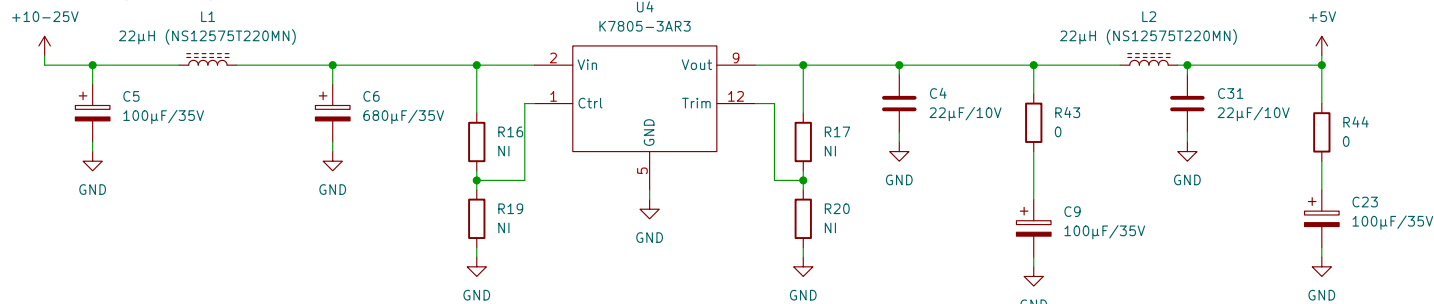 +10-25V
L1
22µH (NS12575T220MN)
U4
K7805-3AR3
L2
22µH (NS12575T220MN)
+5V
2
Vin
Vout
9
1
Ctrl
Trim
12
GND
5
C5
100µF/35V
C6
680µF/35V
R16
NI
R17
NI
C4
22µF/10V
R43
0
C31
22µF/10V
R44
0
GND
GND
R19
NI
GND
R20
NI
GND
C9
100µF/35V
GND
C23
100µF/35V
GND
GND
GND
GND